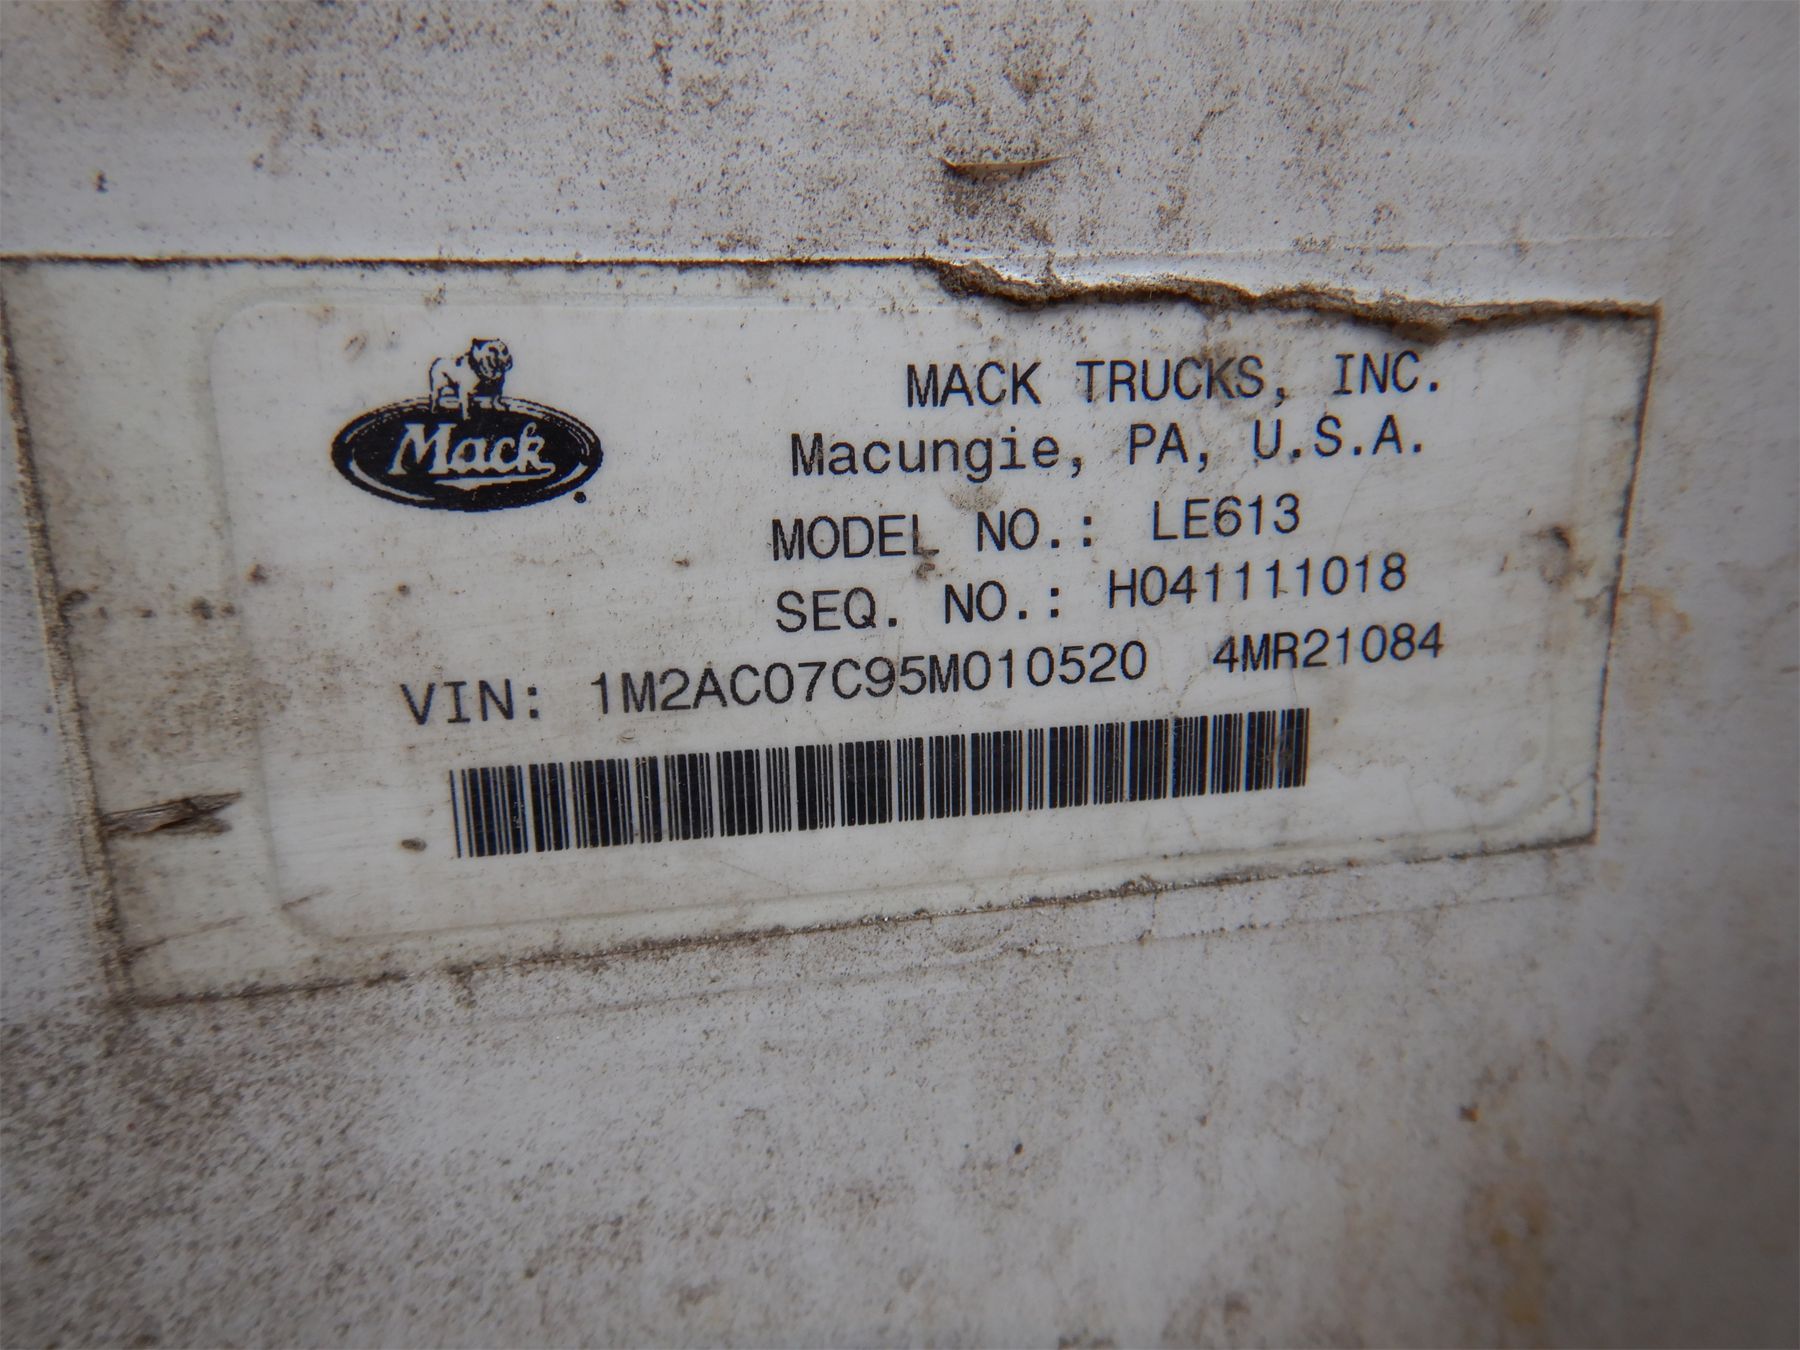 Mack
MACK TRUCKS, INC.
Macungie, PA, U.S.A.
MODEL NO.: LE613
SEQ. NO.: H041111018
VIN: 1M2AC07C95M010520 4MR21084